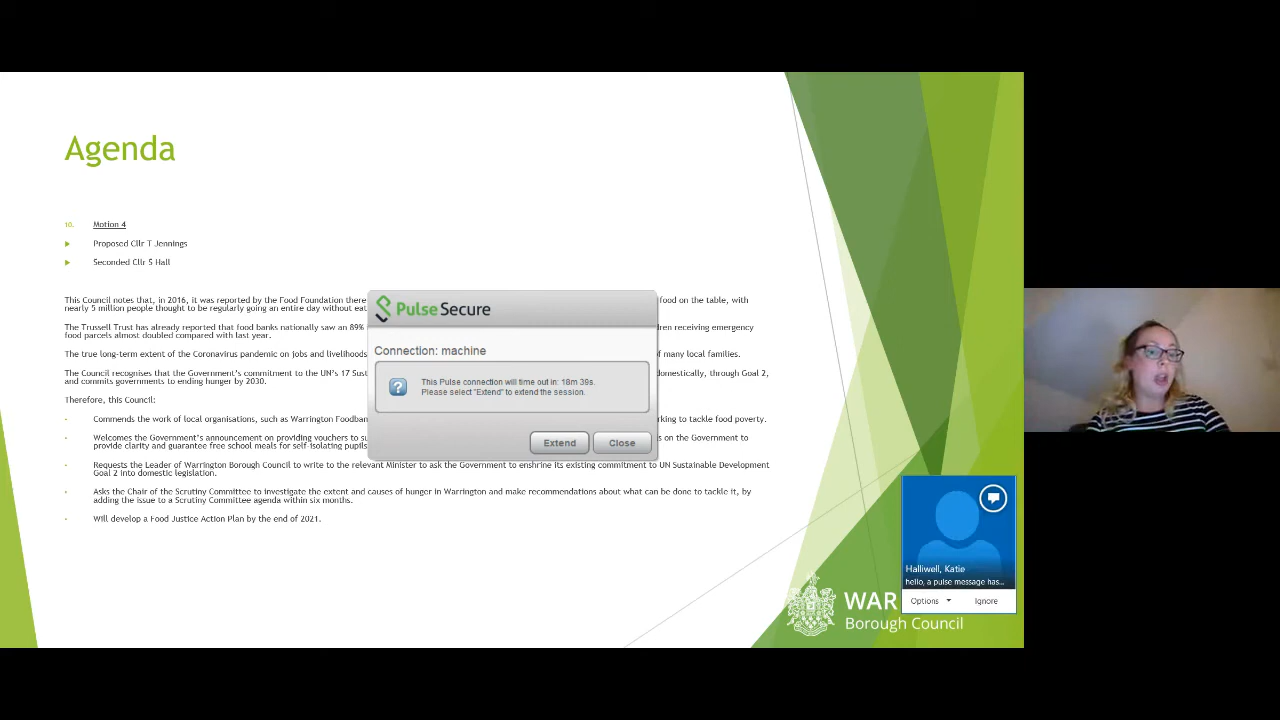 Agenda
10. Motion 4
Proposed Cllr T Jennings
Seconded Cllr S Hall
This Council notes that, in 2016, it was reported by the Food Foundation there food on the table, with
nearly 5 million people thought to be regularly going an entire day without eat
The Trussell Trust has already reported that food banks nationally saw an 89% dren receiving emergency
food parcels almost doubled compared with last year.
The true long-term extent of the Coronavirus pandemic on jobs and livelihoods f many local families.
The Council recognises that the Government's commitment to the UN's 17 Sust domestically, through Goal 2,
and commits governments to ending hunger by 2030.
Therefore, this Council:
Commends the work of local organisations, such as Warrington Foodban rking to tackle food poverty.
Welcomes the Government's announcement on providing vouchers to su s on the Government to
provide clarity and guarantee free school meals for self-isolating pupils
Requests the Leader of Warrington Borough Council to write to the relevant Minister to ask the Government to enshrine its existing commitment to UN Sustainable Development
Goal 2 into domestic legislation.
Asks the Chair of the Scrutiny Committee to investigate the extent and causes of hunger in Warrington and make recommendations about what can be done to tackle it, by
adding the issue to a Scrutiny Committee agenda within six months.
Will develop a Food Justice Action Plan by the end of 2021.
Pulse Secure
Connection: machine
This Pulse connection will time out in: 18m 39s.
Please select "Extend" to extend the session.
Extend Close
Halliwell, Katie
hello, a pulse message has...
Options Ignore
WAR
Borough Council